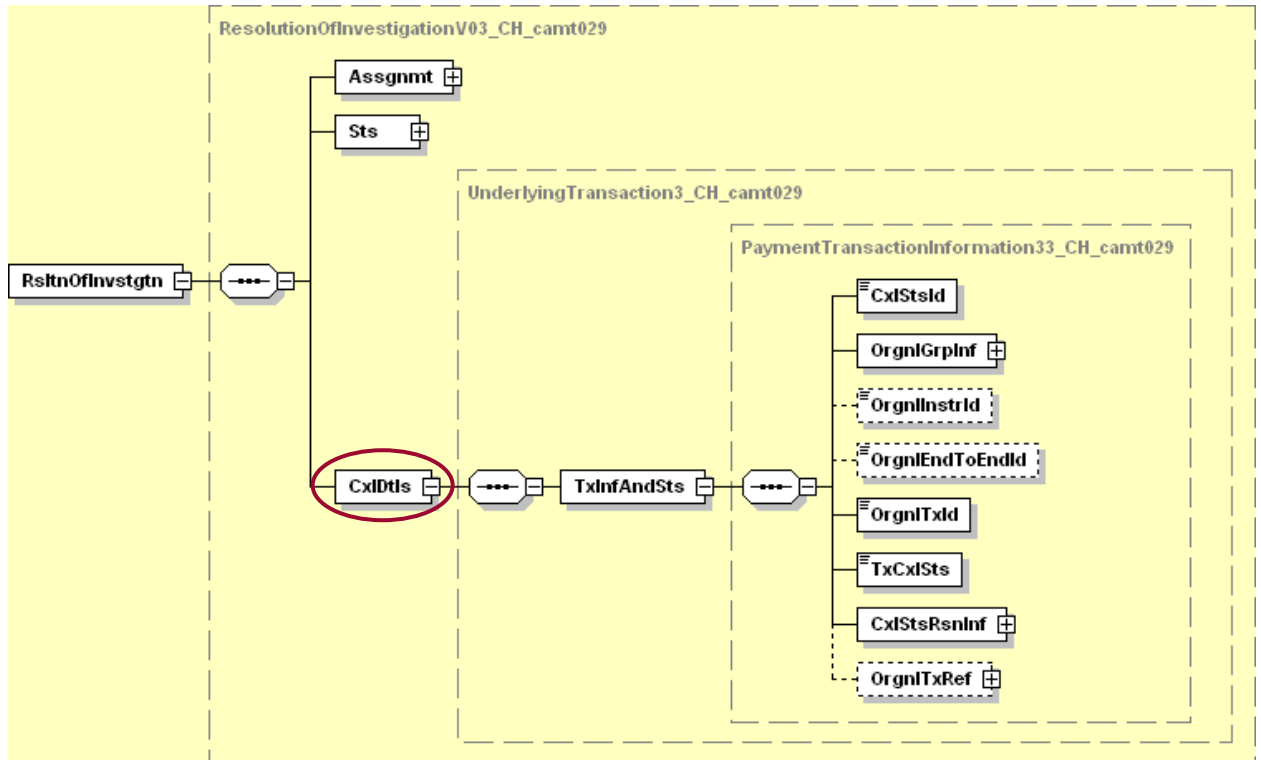 ResolutionOfInvestigationV03_CH_camt029
Assgnmt
Sts
UnderlyingTransaction3_CH_camt029
PaymentTransactionInformation33_CH_camt029
RsltnOfInvstgtn
CxlStsId
OrgnlGrpInf
OrgnlInstrId
OrgnlEndToEndId
CxlDtls
TxInfAndSts
OrgnlTxId
TxCxlSts
CxlStsRsnInf
OrgnlTxRef